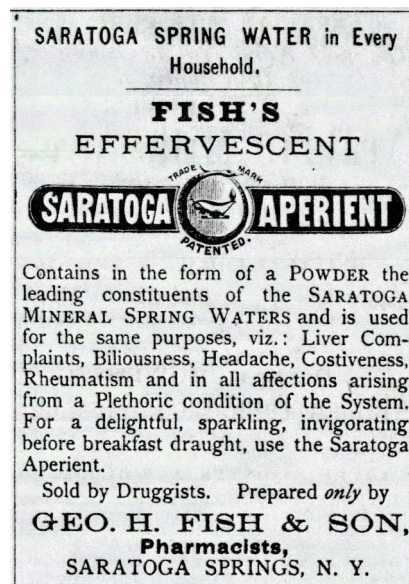 SARATOGA SPRING WATER in Every
Household.
FISH'S
EFFERVESCENT
TRADE MARK
SARATOGA APERIENT
PATENTED.
Contains in the form of a POWDER the
leading constituents of the SARATOGA
MINERAL SPRING WATERS and is used
for the same purposes, viz.: Liver Com-
plaints, Biliousness, Headache, Costiveness,
Rheumatism and in all affections arising
from a Plethoric condition of the System.
For a delightful, sparkling, invigorating
before breakfast draught, use the Saratoga
Aperient.
Sold by Druggists. Prepared only by
GEO. H. FISH & SON,
Pharmacists,
SARATOGA SPRINGS, N. Y.